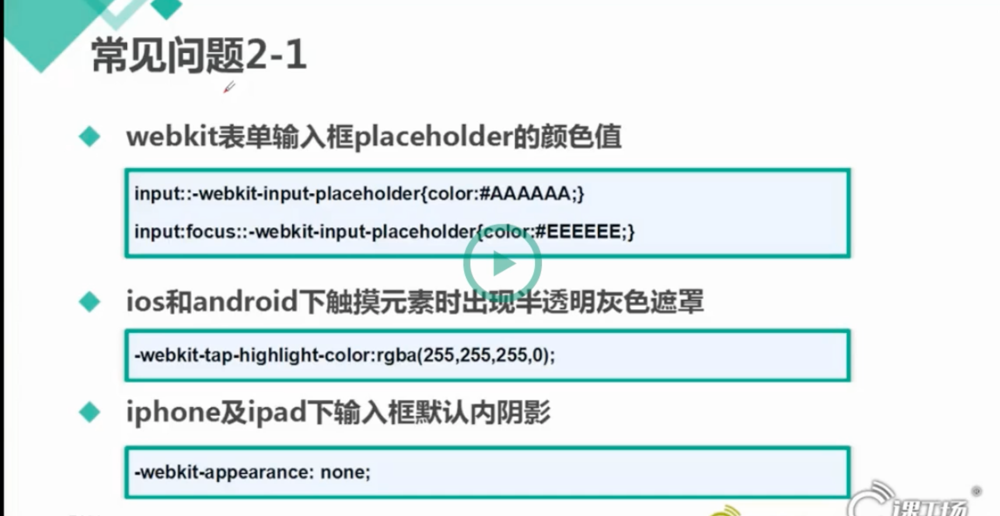 常见问题2-1
webkit表单输入框placeholder的颜色值
input::-webkit-input-placeholder{color:#AAAAAA;}
input:focus::-webkit-input-placeholder{color:#EEEEEE;}
ios和android下触摸元素时出现半透明灰色遮罩
-webkit-tap-highlight-color:rgba(255,255,255,0);
iphone及ipad下输入框默认内阴影
-webkit-appearance: none;
课工场
®